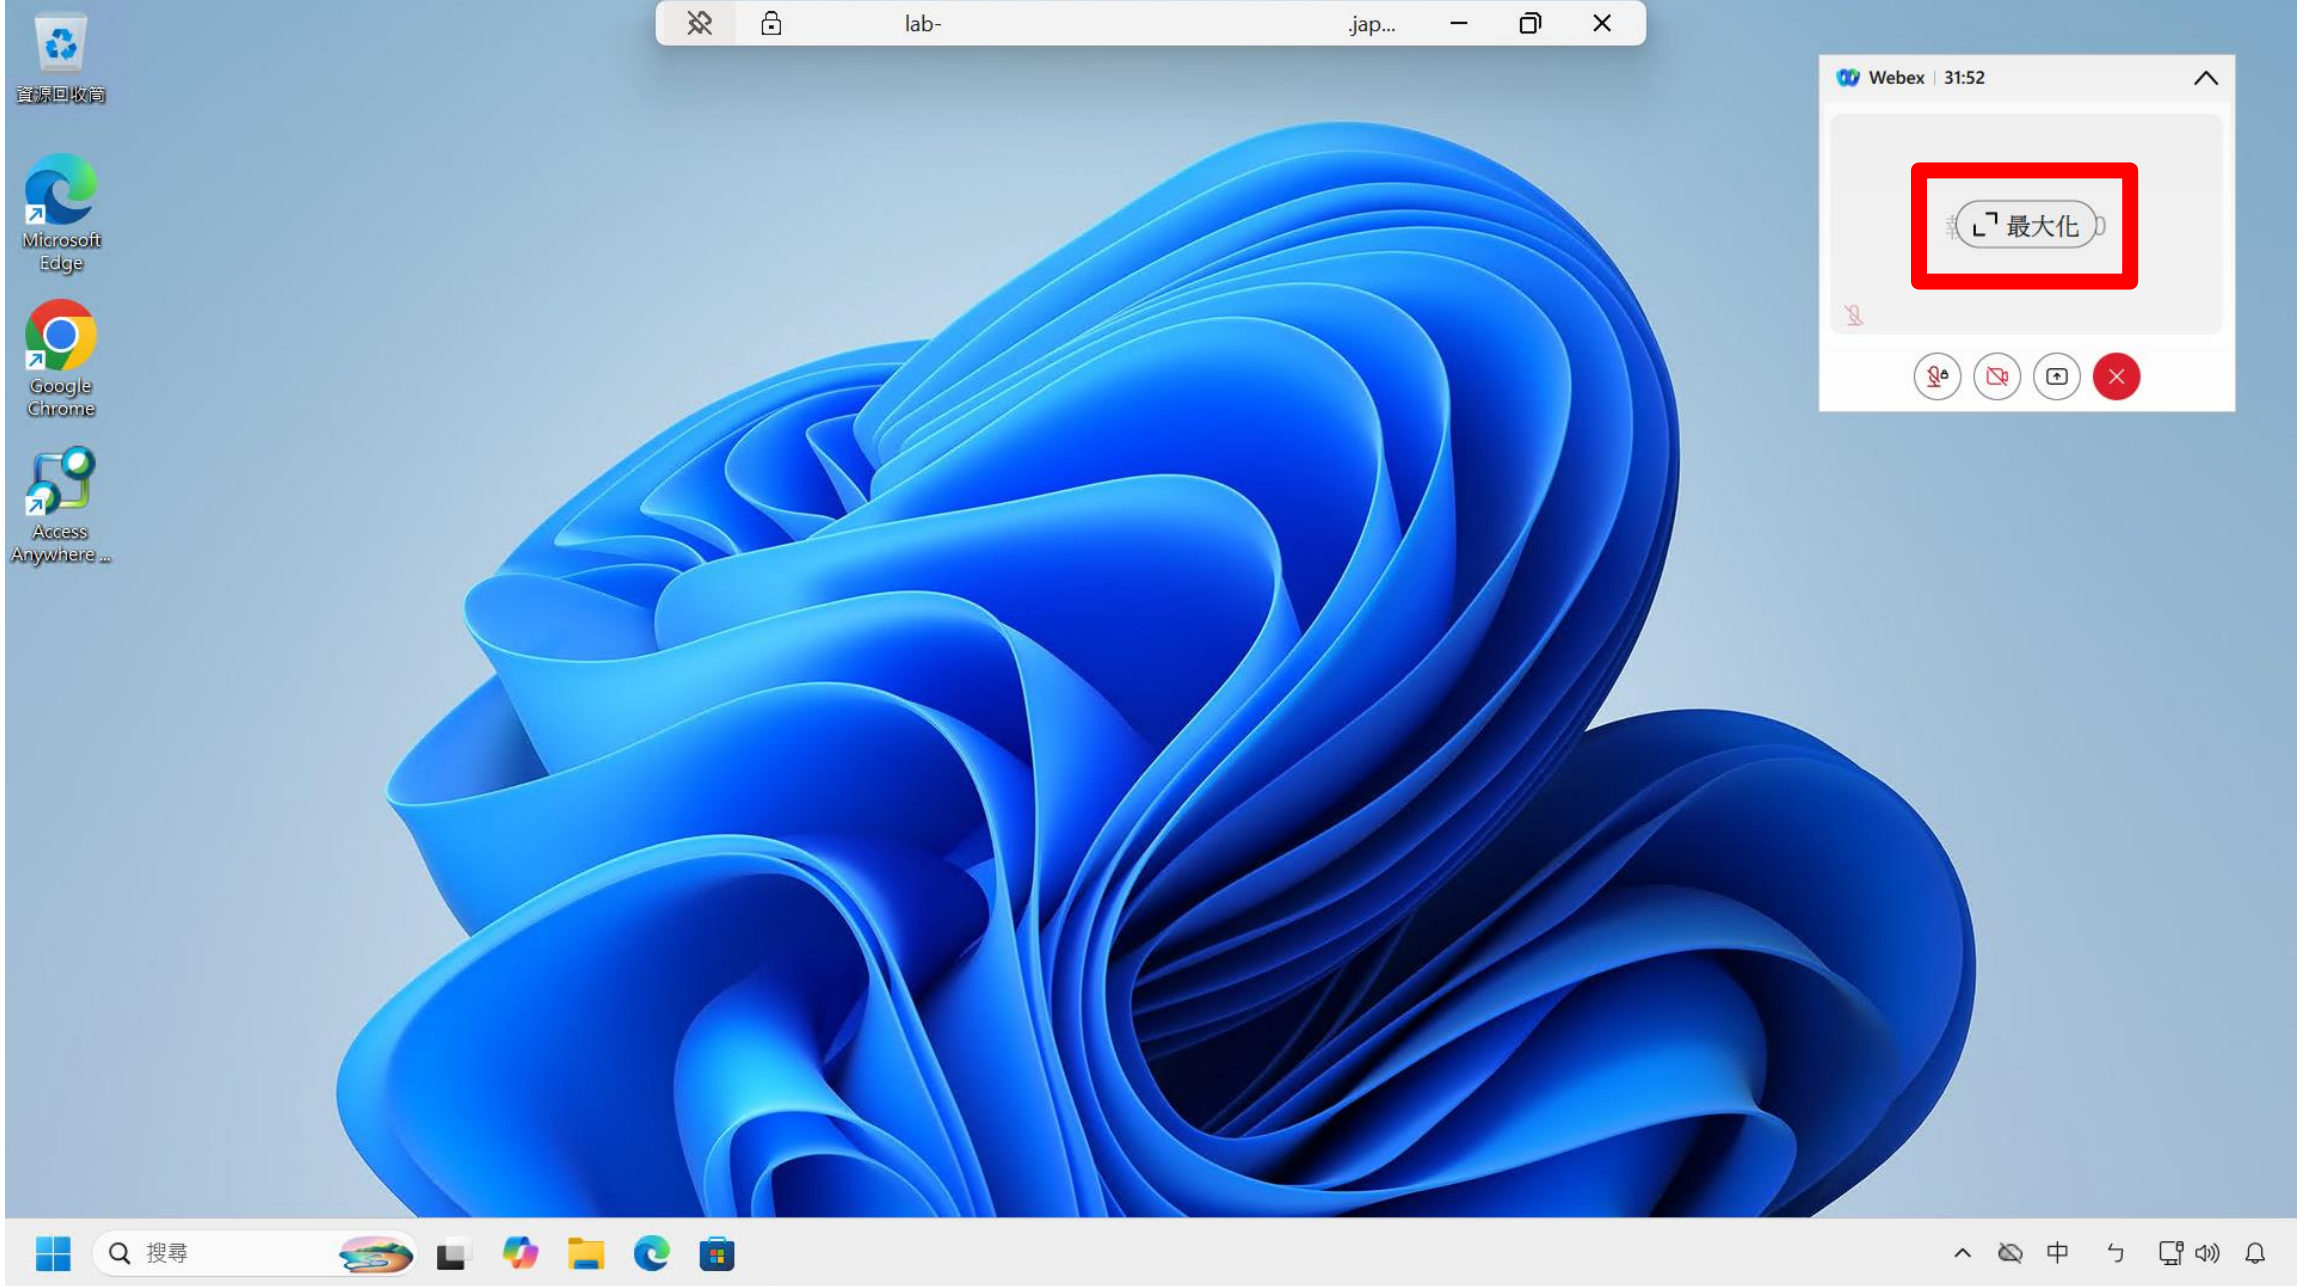 lab-
.jap...
資源回收筒
Microsoft
Edge
Google
Chrome
Access
Anywhere ...
Webex
31:52
最大化
搜尋
中
ㄅ